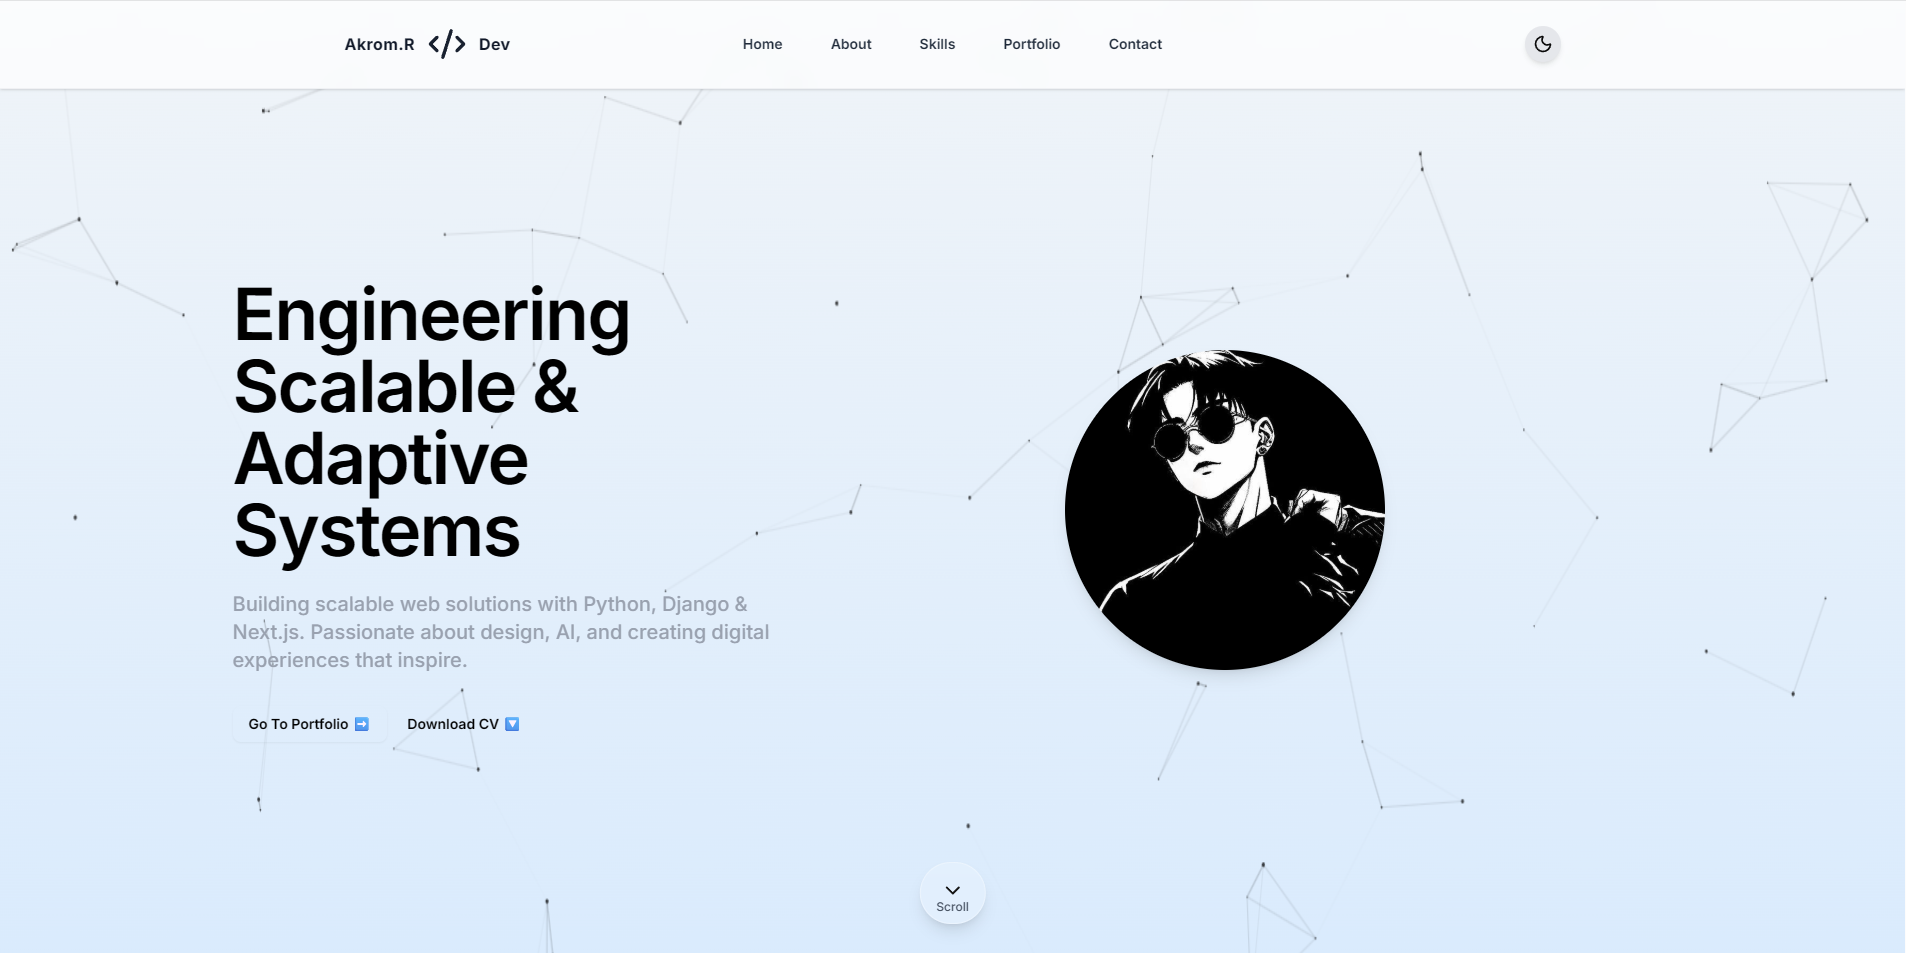 Akrom.R </> Dev
Home About Skills Portfolio Contact
Engineering
Scalable &
Adaptive
Systems
Building scalable web solutions with Python, Django &
Next.js. Passionate about design, AI, and creating digital
experiences that inspire.
Go To Portfolio ➡️ Download CV 🔽
Scroll